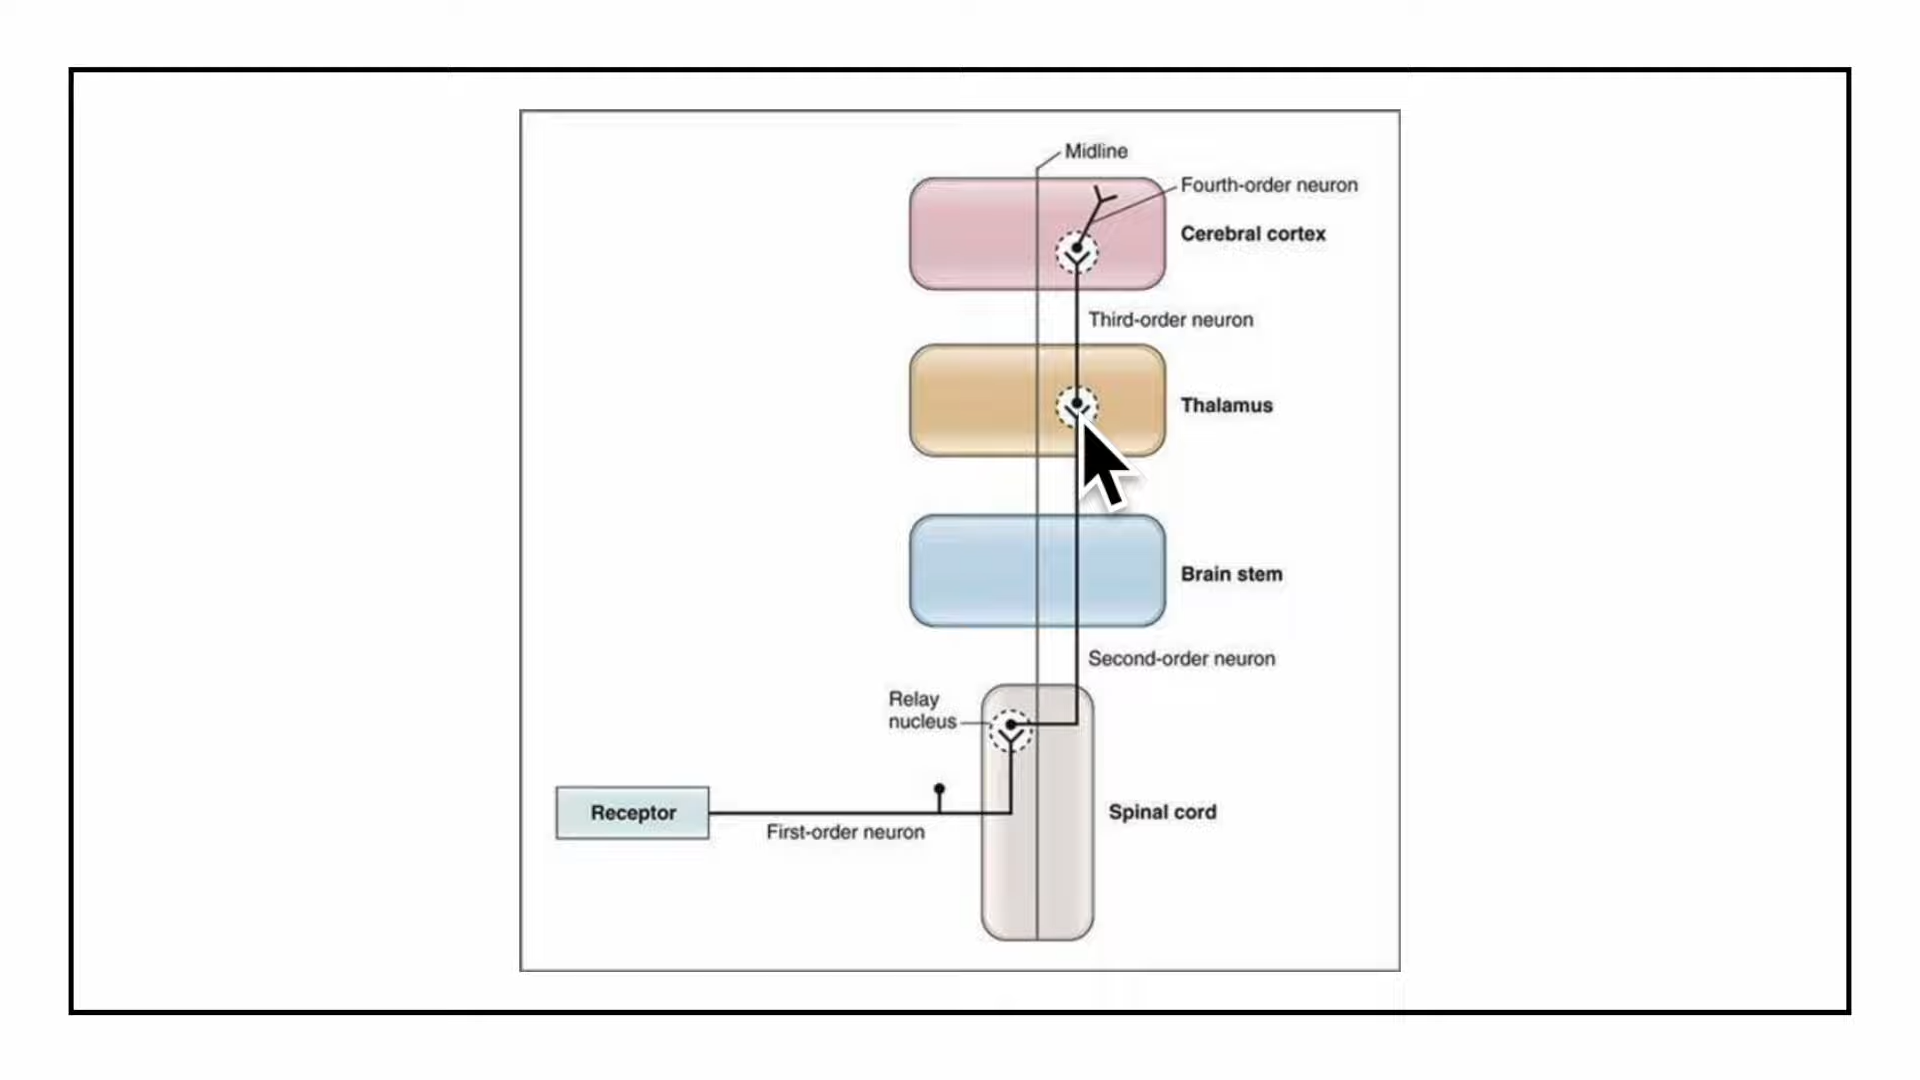 Midline
Fourth-order neuron
Cerebral cortex
Third-order neuron
Thalamus
Brain stem
Second-order neuron
Relay
nucleus
Receptor
First-order neuron
Spinal cord